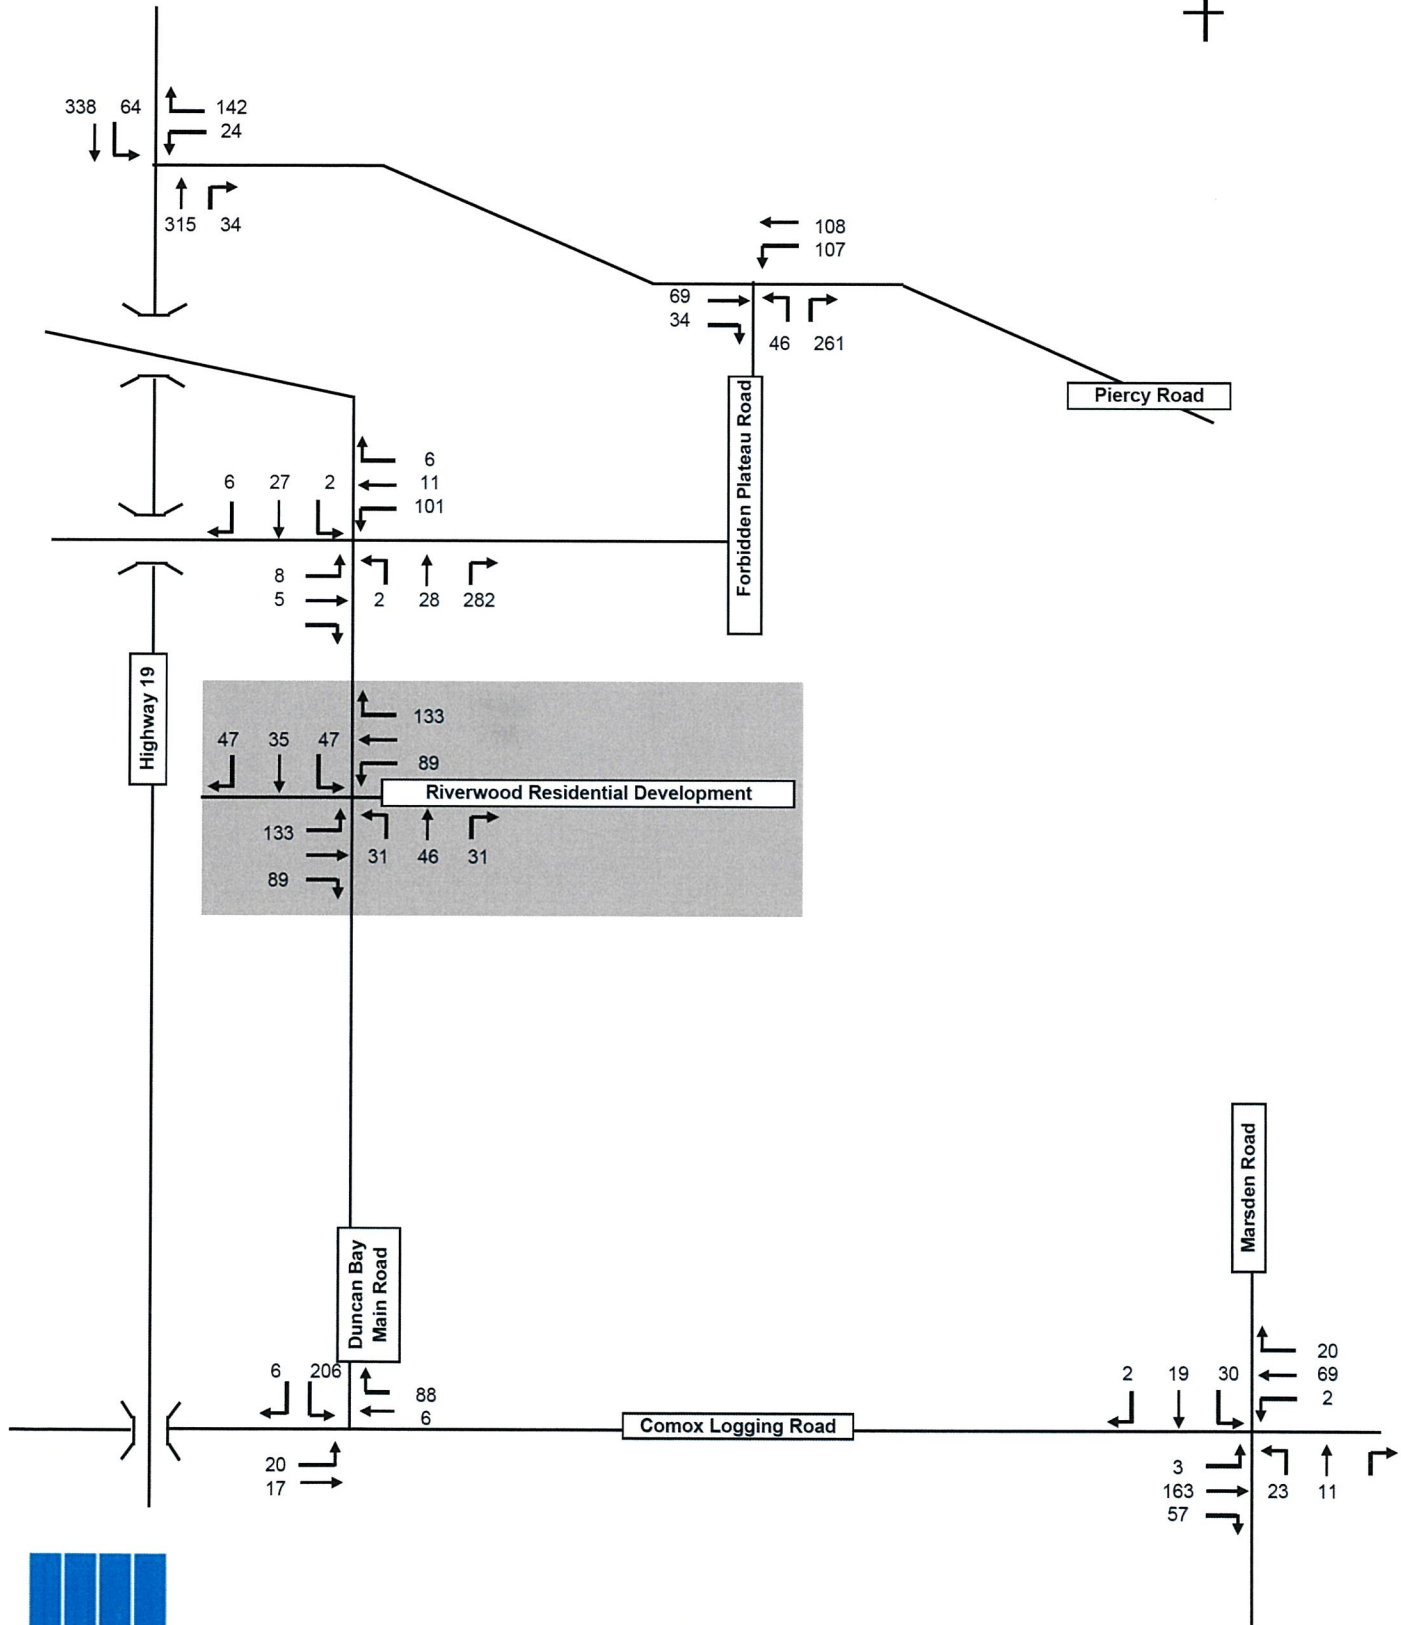 338 64 142
24
315 34
108
107
69
34
46 261
Piercy Road
Forbidden Plateau Road
6
11
101
6 27 2
8
5
2 28 282
Highway 19
133
47 35 47
89
Riverwood Residential Development
133
31 46 31
89
Marsden Road
Duncan Bay
Main Road
6 206
88
6
Comox Logging Road
20
17
20
2 19 30 69
2
3
163 23 11
57